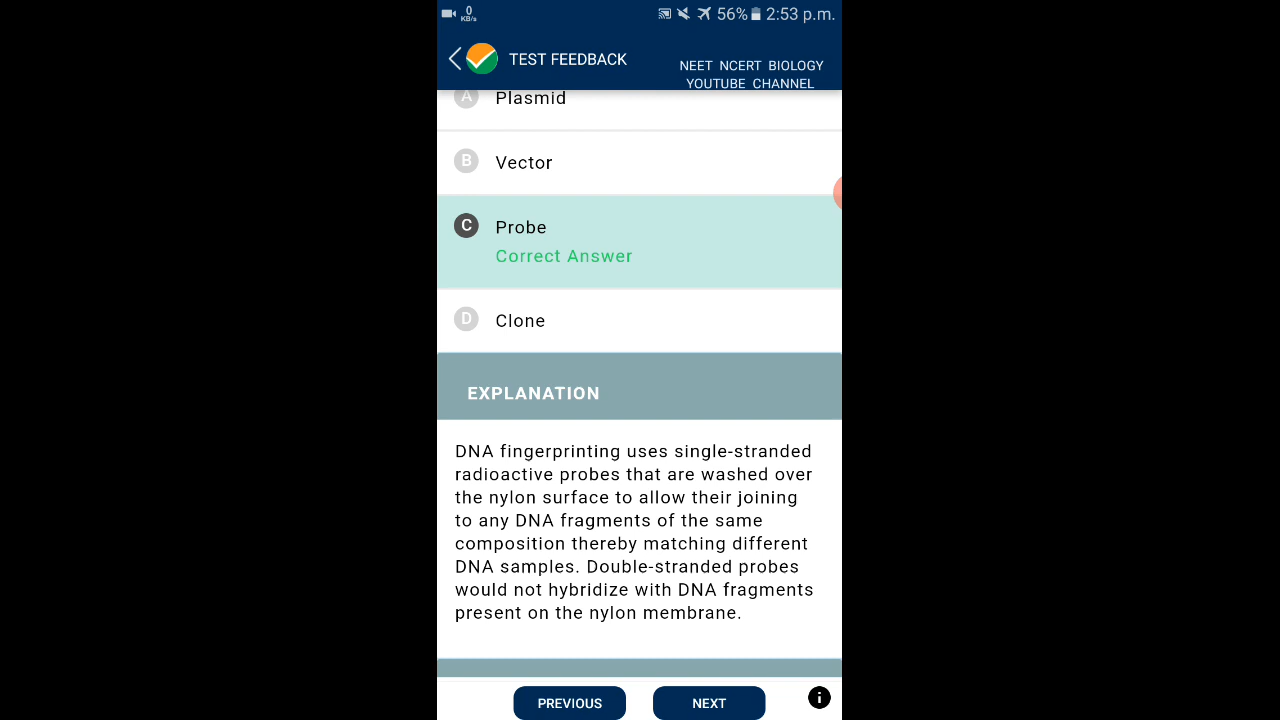 0
KB/s
56% 2:53 p.m.
TEST FEEDBACK
NEET NCERT BIOLOGY
YOUTUBE CHANNEL
A Plasmid
B Vector
C Probe
Correct Answer
D Clone
EXPLANATION
DNA fingerprinting uses single-stranded
radioactive probes that are washed over
the nylon surface to allow their joining
to any DNA fragments of the same
composition thereby matching different
DNA samples. Double-stranded probes
would not hybridize with DNA fragments
present on the nylon membrane.
PREVIOUS NEXT i